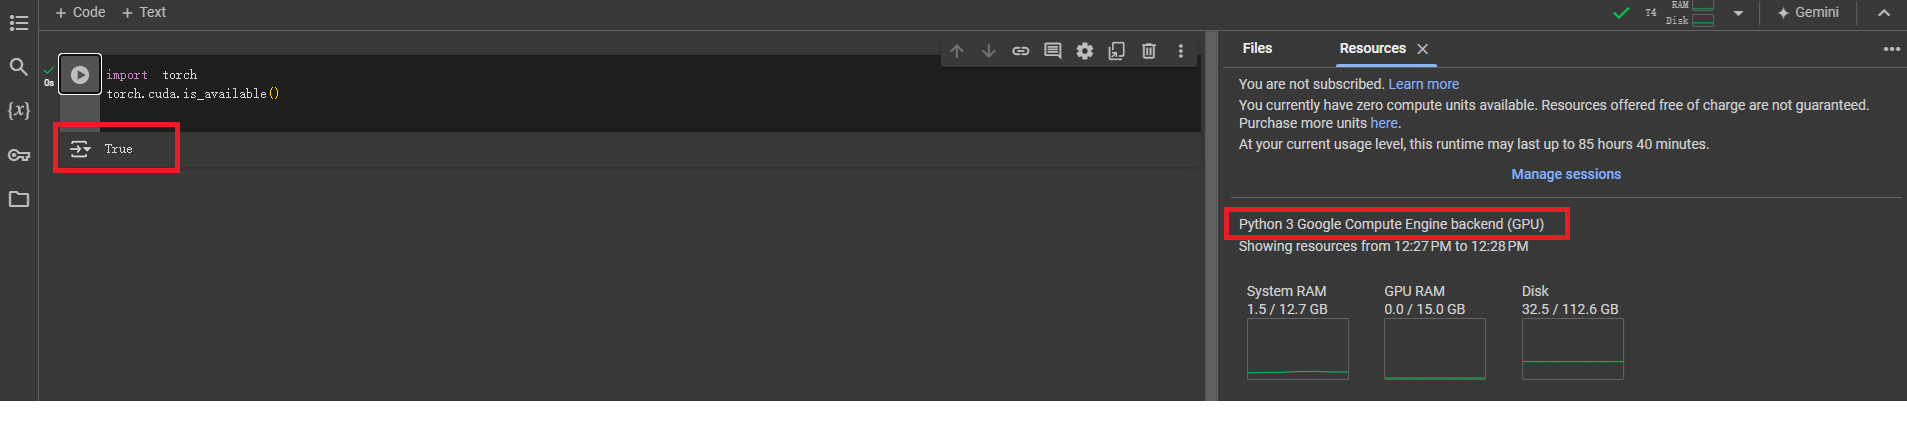 + Code + Text
T4
RAM
Disk
Gemini
0s
import torch
torch.cuda.is_available()
True
{x}
Files
Resources
You are not subscribed. Learn more
You currently have zero compute units available. Resources offered free of charge are not guaranteed.
Purchase more units here.
At your current usage level, this runtime may last up to 85 hours 40 minutes.
Manage sessions
Python 3 Google Compute Engine backend (GPU)
Showing resources from 12:27 PM to 12:28 PM
System RAM
1.5 / 12.7 GB
GPU RAM
0.0 / 15.0 GB
Disk
32.5 / 112.6 GB